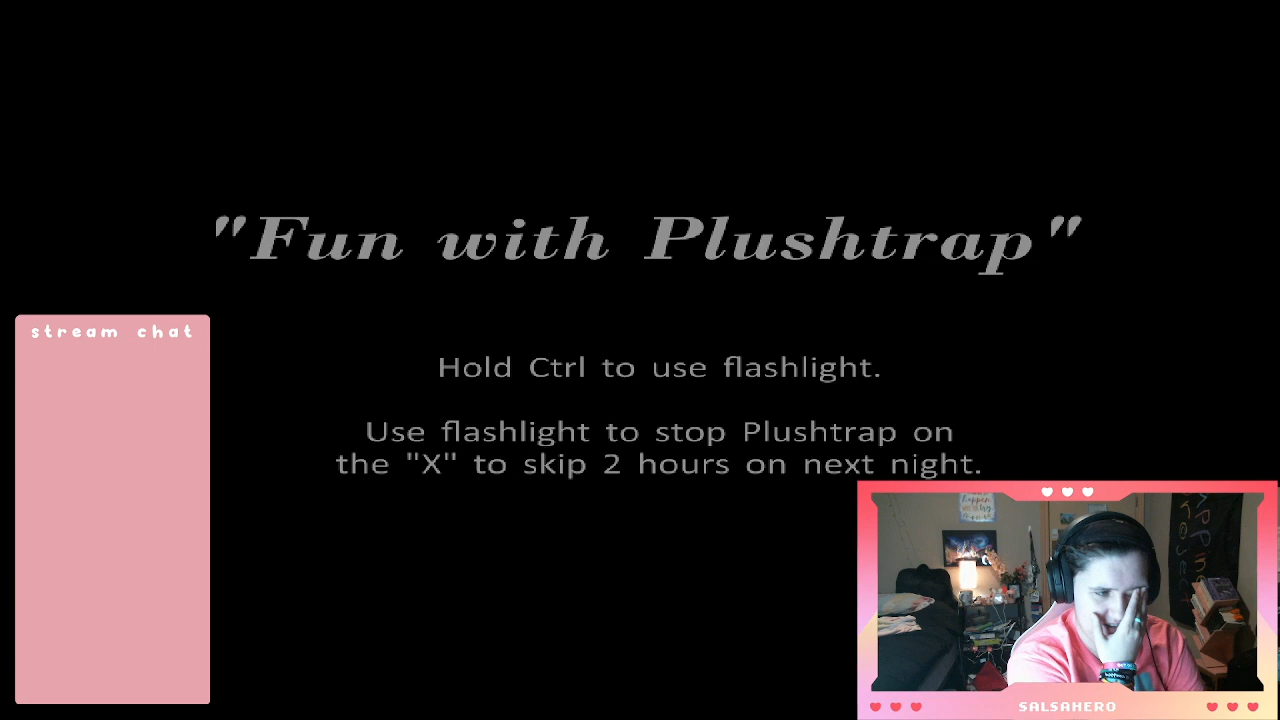 "Fun with Plushtrap"
stream chat
Hold Ctrl to use flashlight.
Use flashlight to stop Plushtrap on
the "X" to skip 2 hours on next night.
SALSAHERO